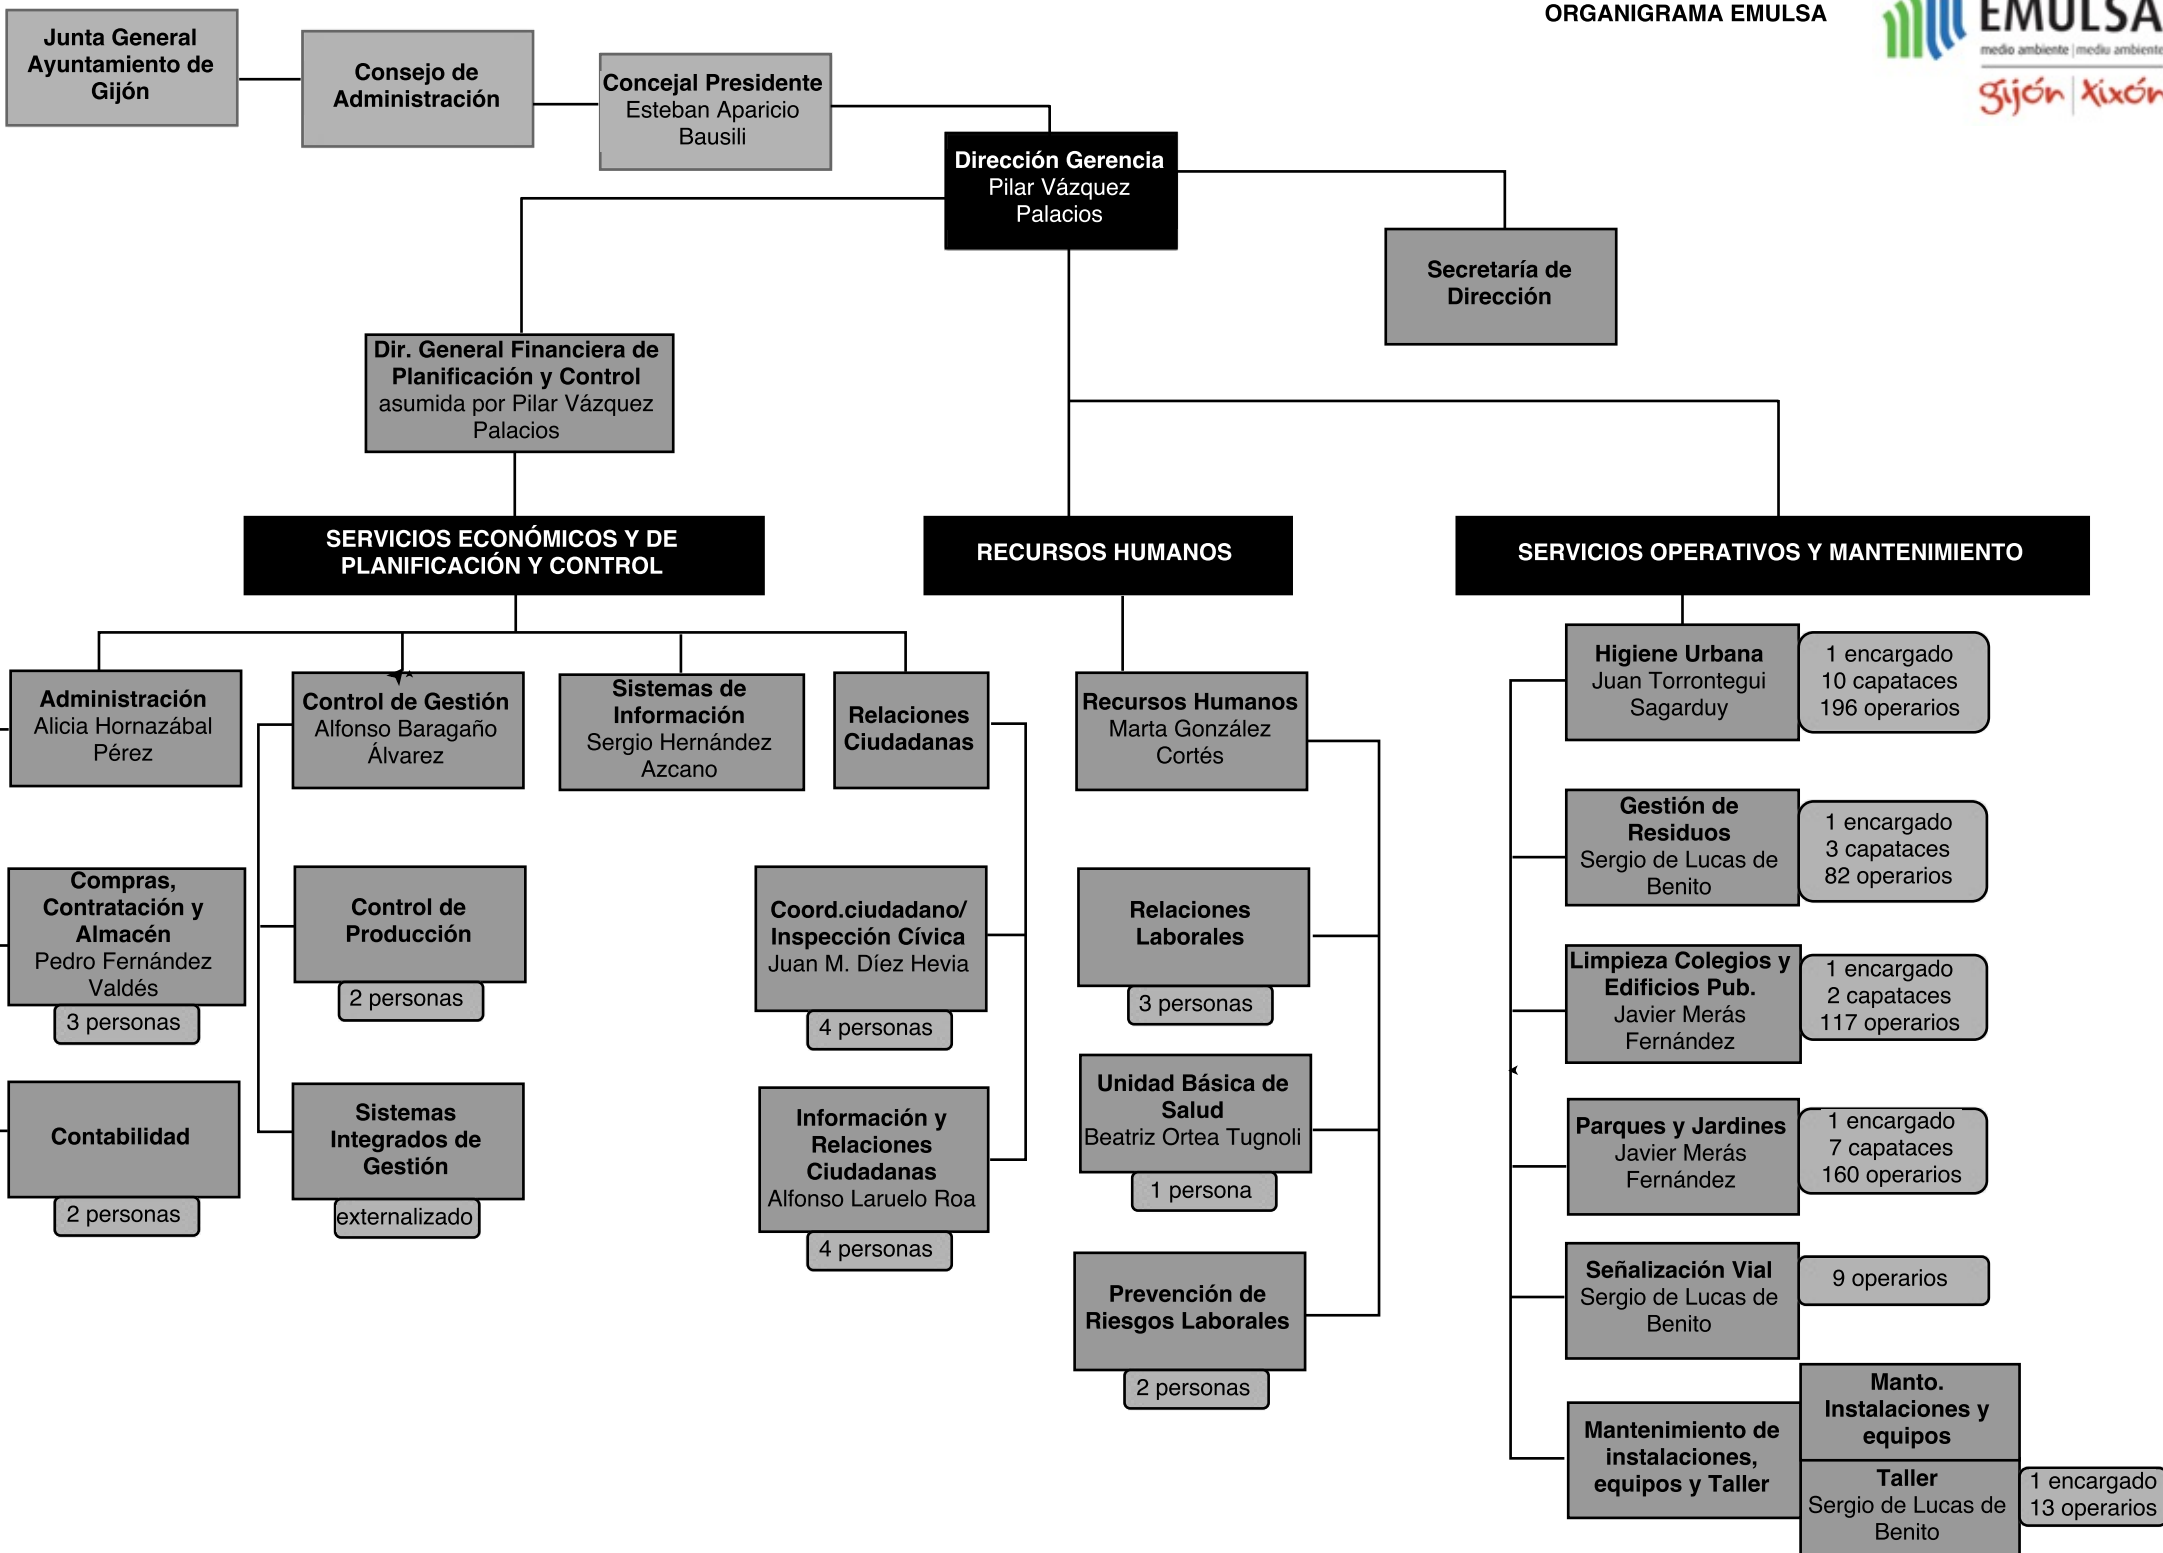 ORGANIGRAMA EMULSA
EMULSA
medio ambiente | mediu ambiente
gijón | xixón
Junta General
Ayuntamiento de
Gijón
Consejo de
Administración
Concejal Presidente
Esteban Aparicio
Bausili
Dirección Gerencia
Pilar Vázquez
Palacios
Secretaría de
Dirección
Dir. General Financiera de
Planificación y Control
asumida por Pilar Vázquez
Palacios
SERVICIOS ECONÓMICOS Y DE
PLANIFICACIÓN Y CONTROL
RECURSOS HUMANOS
SERVICIOS OPERATIVOS Y MANTENIMIENTO
Administración
Alicia Hornazábal
Pérez
Compras,
Contratación y
Almacén
Pedro Fernández
Valdés
3 personas
Contabilidad
2 personas
Control de Gestión
Alfonso Baragaño
Álvarez
Control de
Producción
2 personas
Sistemas
Integrados de
Gestión
externalizado
Sistemas de
Información
Sergio Hernández
Azcano
Relaciones
Ciudadanas
Coord.ciudadano/
Inspección Cívica
Juan M. Díez Hevia
4 personas
Información y
Relaciones
Ciudadanas
Alfonso Laruelo Roa
4 personas
Recursos Humanos
Marta González
Cortés
Relaciones
Laborales
3 personas
Unidad Básica de
Salud
Beatriz Ortea Tugnoli
1 persona
Prevención de
Riesgos Laborales
2 personas
Higiene Urbana
Juan Torrontegui
Sagarduy
1 encargado
10 capataces
196 operarios
Gestión de
Residuos
Sergio de Lucas de
Benito
1 encargado
3 capataces
82 operarios
Limpieza Colegios y
Edificios Pub.
Javier Merás
Fernández
1 encargado
2 capataces
117 operarios
Parques y Jardines
Javier Merás
Fernández
1 encargado
7 capataces
160 operarios
Señalización Vial
Sergio de Lucas de
Benito
9 operarios
Mantenimiento de
instalaciones,
equipos y Taller
Manto.
Instalaciones y
equipos
Taller
Sergio de Lucas de
Benito
1 encargado
13 operarios